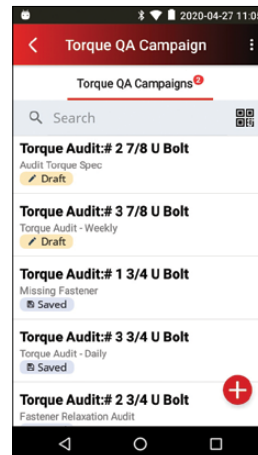 2020-04-27 11:05
Torque QA Campaign
Torque QA Campaigns 2
Search
Torque Audit:# 2 7/8 U Bolt
Audit Torque Spec
Draft
Torque Audit:# 3 7/8 U Bolt
Torque Audit - Weekly
Draft
Torque Audit:# 1 3/4 U Bolt
Missing Fastener
Saved
Torque Audit:# 3 3/4 U Bolt
Torque Audit - Daily
Saved
Torque Audit:# 2 3/4 U Bolt
Fastener Relaxation Audit